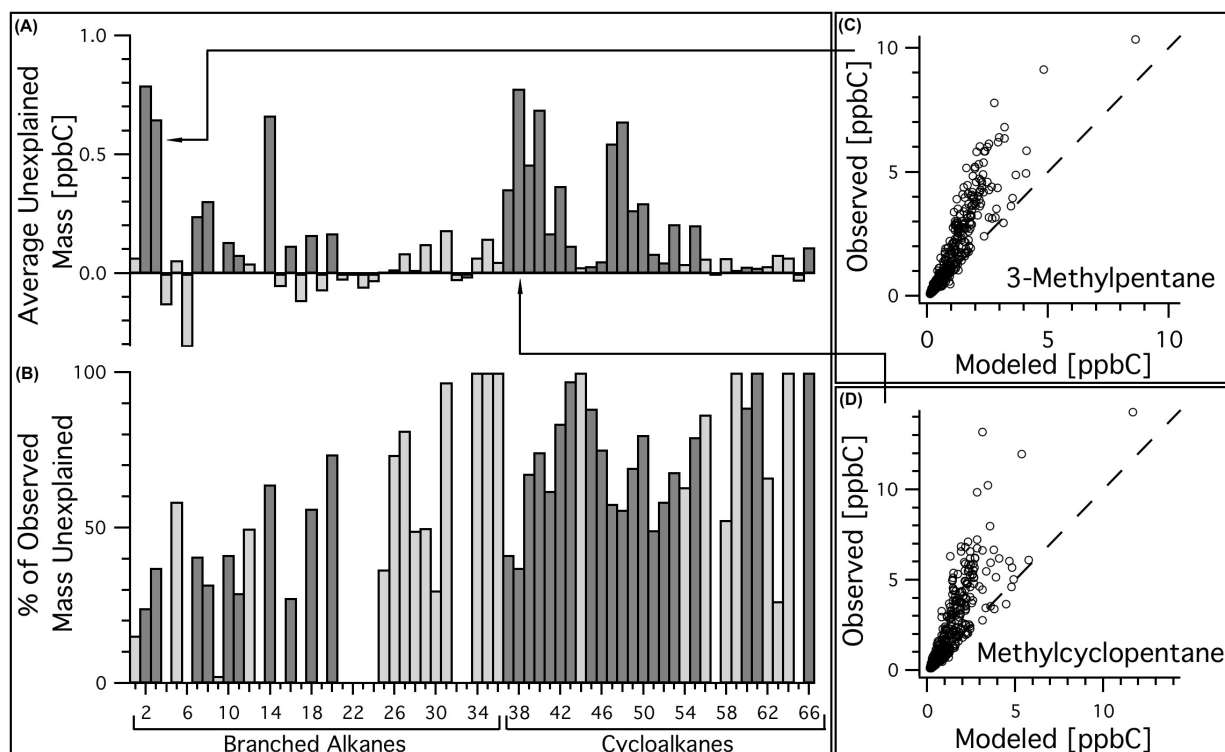 (A)
Average Unexplained
Mass [ppbC]
1.0
0.5
0.0
(B)
% of Observed
Mass Unexplained
100
50
0
2 6 10 14 18 22 26 30 34 38 42 46 50 54 58 62 66
Branched Alkanes Cycloalkanes
(C)
Observed [ppbC]
10
5
0
3-Methylpentane
0 5 10
Modeled [ppbC]
(D)
Observed [ppbC]
10
5
0
Methylcyclopentane
0 5 10
Modeled [ppbC]